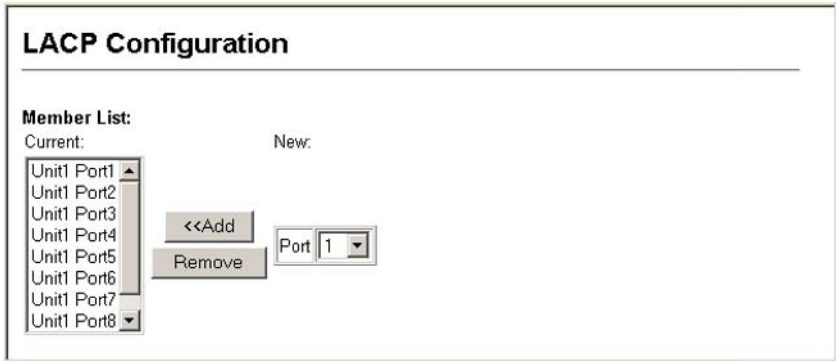 LACP Configuration
Member List:
Current:
New:
Unit1 Port1
Unit1 Port2
Unit1 Port3
Unit1 Port4
Unit1 Port5
Unit1 Port6
Unit1 Port7
Unit1 Port8
<<Add
Remove
Port 1